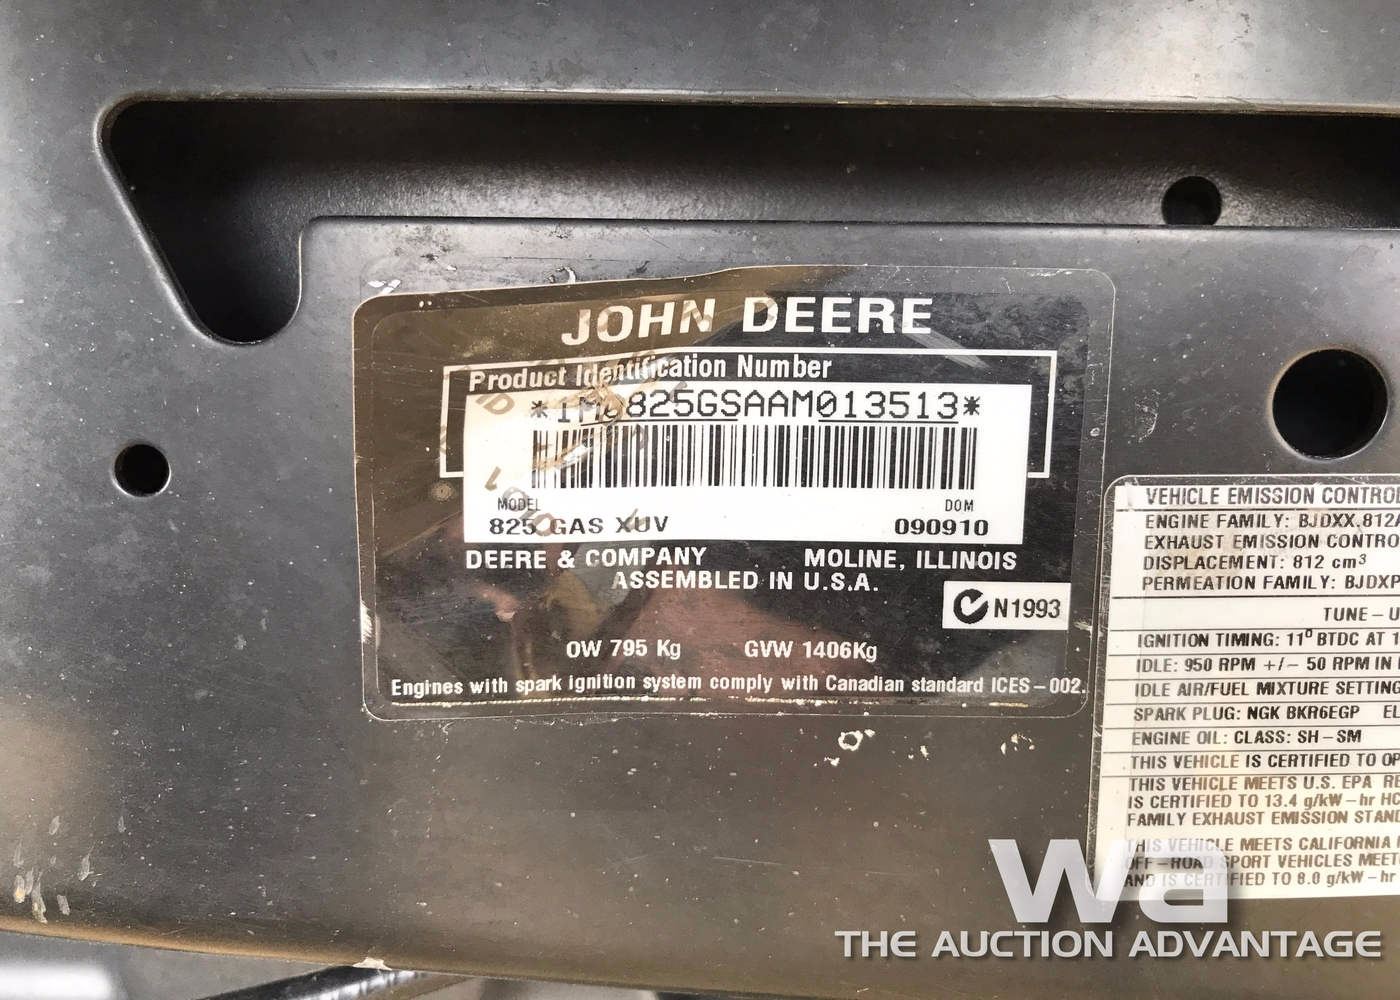 JOHN DEERE
Product Identification Number
*1M0825GSAAM013513*
MODEL DOM
825 GAS XUV 090910
DEERE & COMPANY MOLINE, ILLINOIS
ASSEMBLED IN U.S.A.
N1993
OW 795 Kg GVW 1406Kg
Engines with spark ignition system comply with Canadian standard ICES-002.
VEHICLE EMISSION CONTROL
ENGINE FAMILY: BJDXX.812A
EXHAUST EMISSION CONTRO
DISPLACEMENT: 812 cm³
PERMEATION FAMILY: BJDXP
TUNE-U
IGNITION TIMING: 11⁰ BTDC AT 1
IDLE: 950 RPM +/- 50 RPM IN
IDLE AIR/FUEL MIXTURE SETTING
SPARK PLUG: NGK BKR6EGP EL
ENGINE OIL: CLASS: SH-SM
THIS VEHICLE IS CERTIFIED TO OP
THIS VEHICLE MEETS U.S. EPA RE
IS CERTIFIED TO 13.4 g/kW-hr HC
FAMILY EXHAUST EMISSION STAND
THIS VEHICLE MEETS CALIFORNIA
OFF-ROAD SPORT VEHICLES MEET
AND IS CERTIFIED TO 8.0 g/kW-hr
wa
THE AUCTION ADVANTAGE